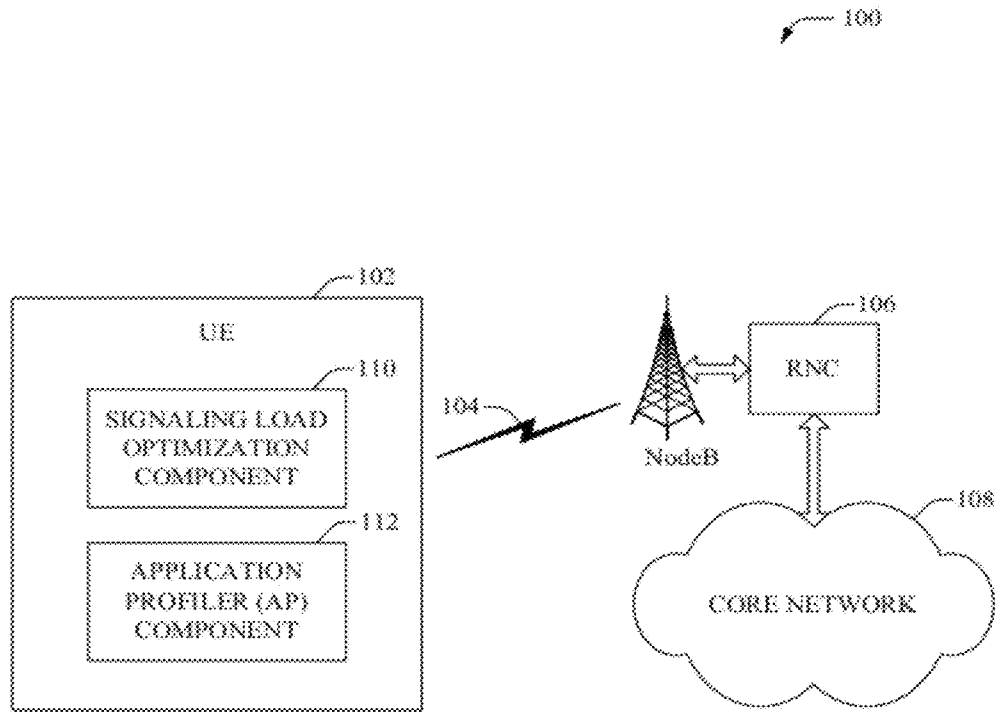 100
102
UE
110
SIGNALING LOAD
OPTIMIZATION
COMPONENT
112
APPLICATION
PROFILER (AP)
COMPONENT
104
NodeB
106
RNC
108
CORE NETWORK